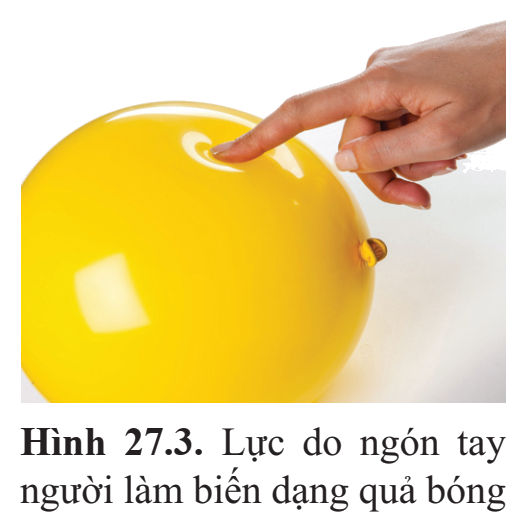 Hình 27.3. Lực do ngón tay
người làm biến dạng quả bóng